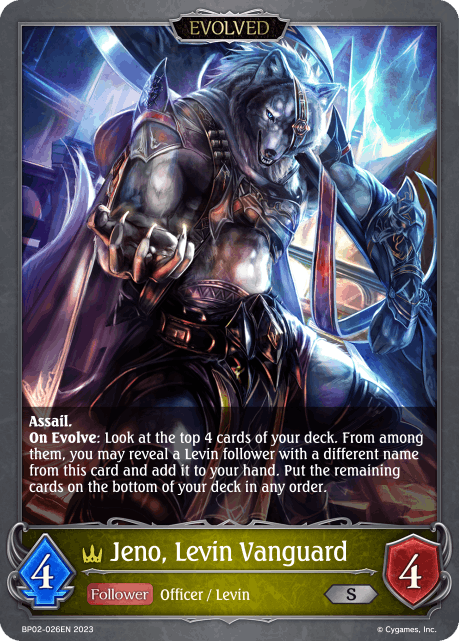 EVOLVED
Assail.
On Evolve: Look at the top 4 cards of your deck. From among
them, you may reveal a Levin follower with a different name
from this card and add it to your hand. Put the remaining
cards on the bottom of your deck in any order.
Jeno, Levin Vanguard
4
Follower Officer / Levin S
4
BP02-026EN 2023 © Cygames, Inc.